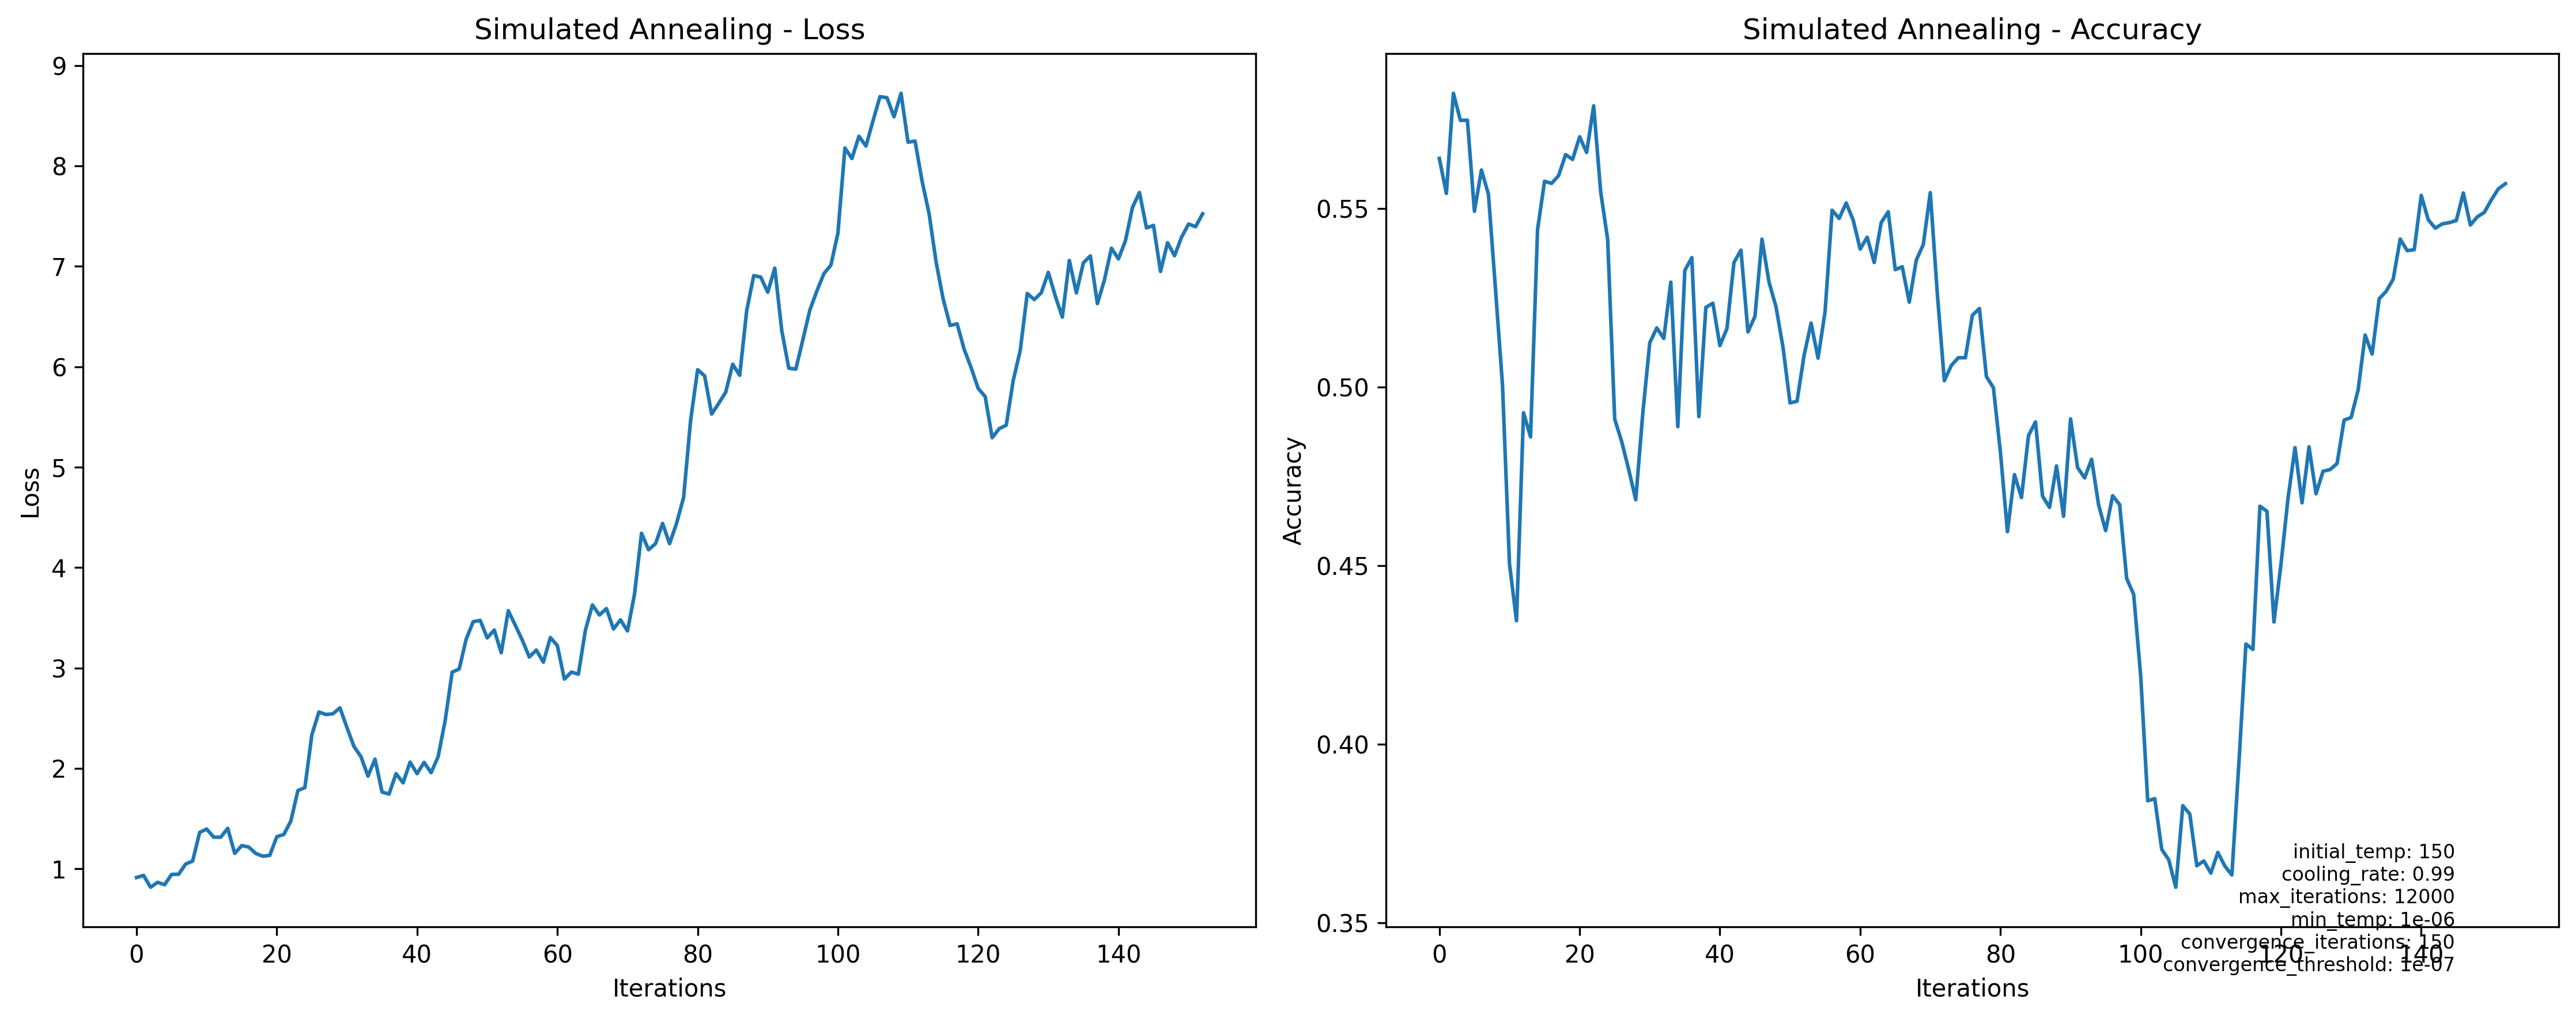 Simulated Annealing - Loss
9
8
7
6
5
4
3
2
1
Loss
0 20 40 60 80 100 120 140
Iterations
Simulated Annealing - Accuracy
0.55
0.50
0.45
0.40
0.35
Accuracy
initial_temp: 150
cooling_rate: 0.99
max_iterations: 12000
min_temp: 1e-06
convergence_iterations: 150
convergence_threshold: 1e-07
0 20 40 60 80 100 120 140
Iterations